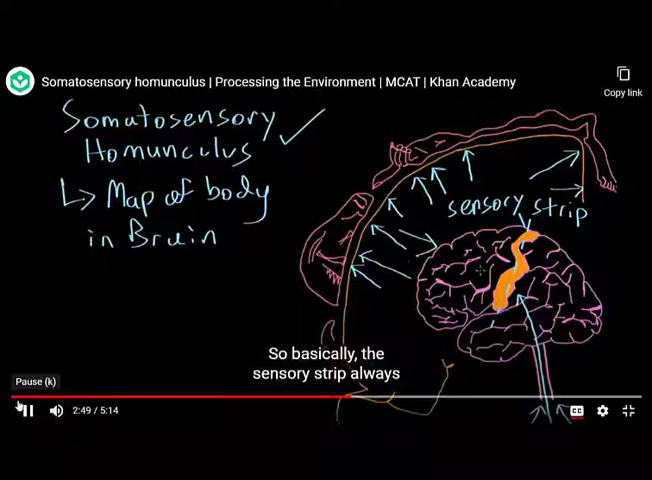 Somatosensory homunculus | Processing the Environment | MCAT | Khan Academy
Copy link
Somatosensory
Homunculus
Map of body
in Brain
sensory strip
So basically, the
sensory strip always
Pause (k)
2:49 / 5:14
CC